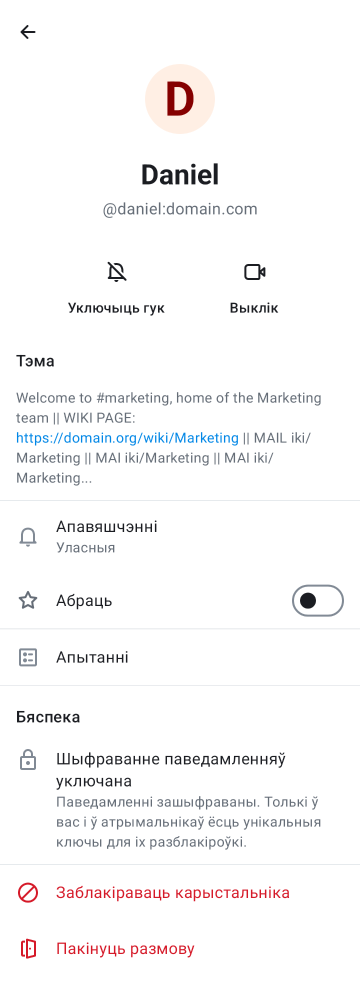 D
Daniel
@daniel:domain.com
Уключыць гук
Выклік
Тэма
Welcome to #marketing, home of the Marketing
team || WIKI PAGE:
https://domain.org/wiki/Marketing || MAIL iki/
Marketing || MAI iki/Marketing || MAI iki/
Marketing...
Апавяшчэнні
Уласныя
Абраць
Апытанні
Бяспека
Шыфраванне паведамленняў
уключана
Паведамленні зашыфраваны. Толькі ў
вас і ў атрымальнікаў ёсць унікальныя
ключы для іх разблакіроўкі.
Заблакіраваць карыстальніка
Пакінуць размову